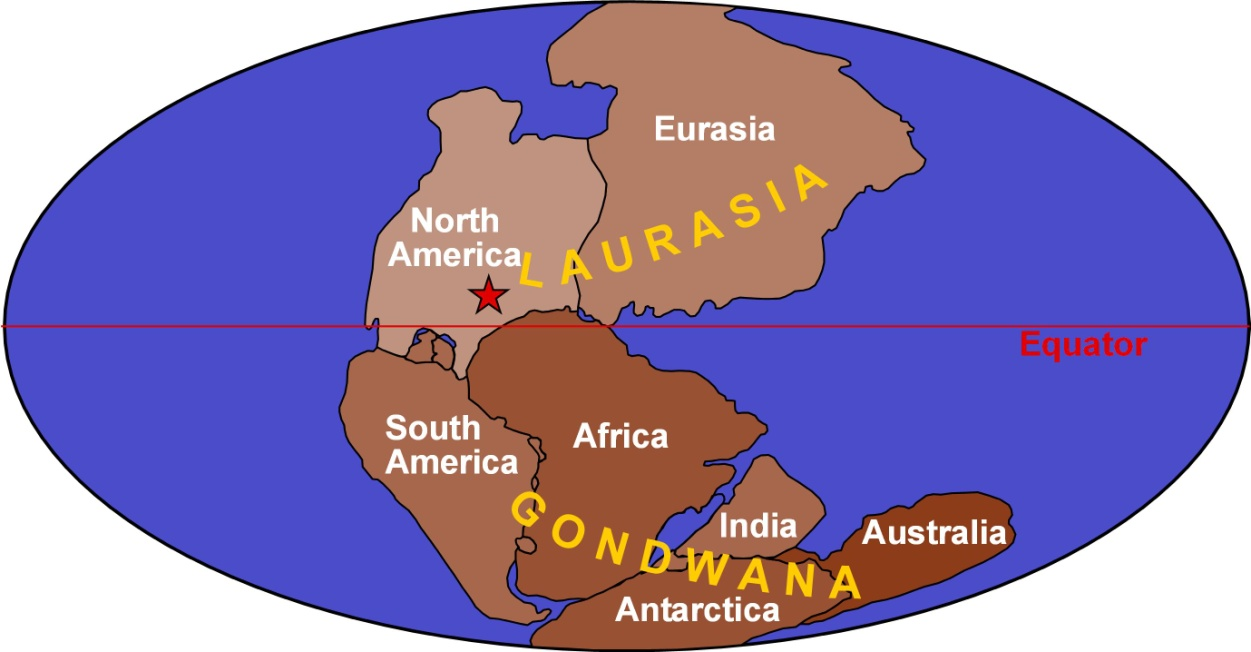 Eurasia
North
America
LAURASIA
Equator
South
America
Africa
GONDWANA
India
Australia
Antarctica